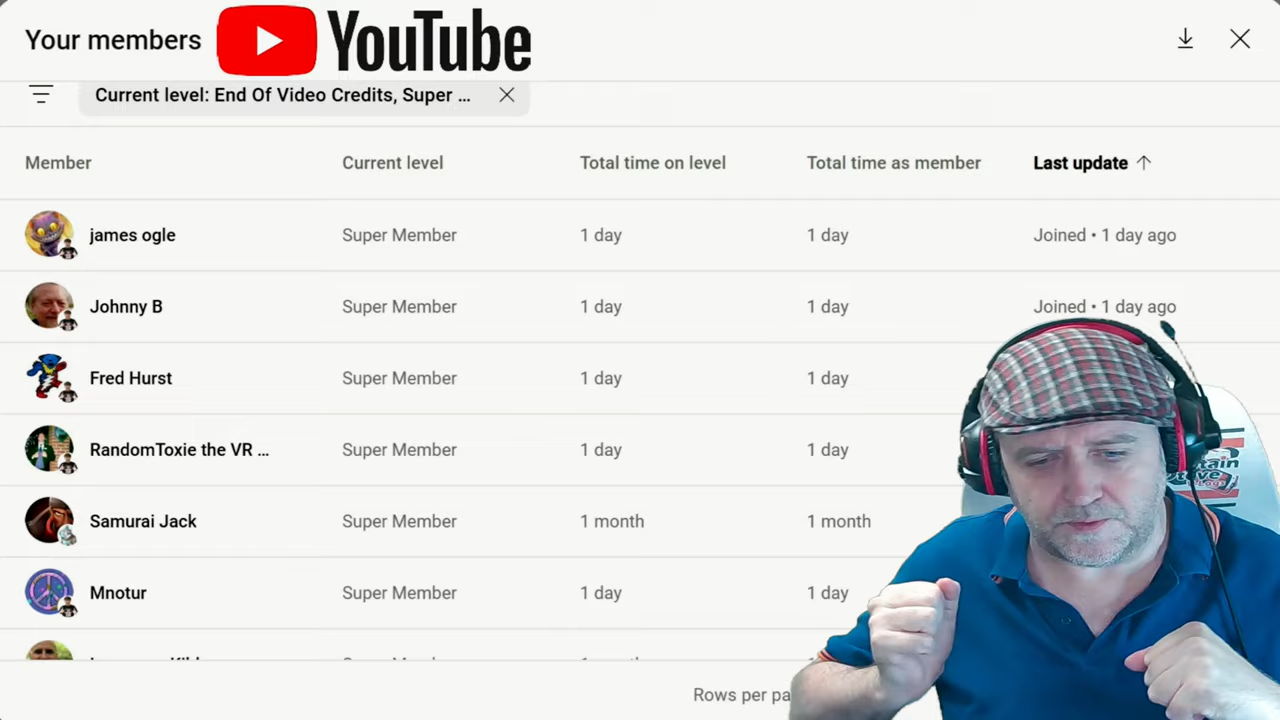 Your members
YouTube
Current level: End Of Video Credits, Super ...
Member Current level Total time on level Total time as member Last update
james ogle Super Member 1 day 1 day Joined • 1 day ago
Johnny B Super Member 1 day 1 day Joined • 1 day ago
Fred Hurst Super Member 1 day 1 day
RandomToxie the VR ... Super Member 1 day 1 day
Samurai Jack Super Member 1 month 1 month
Mnotur Super Member 1 day 1 day
Rows per pa